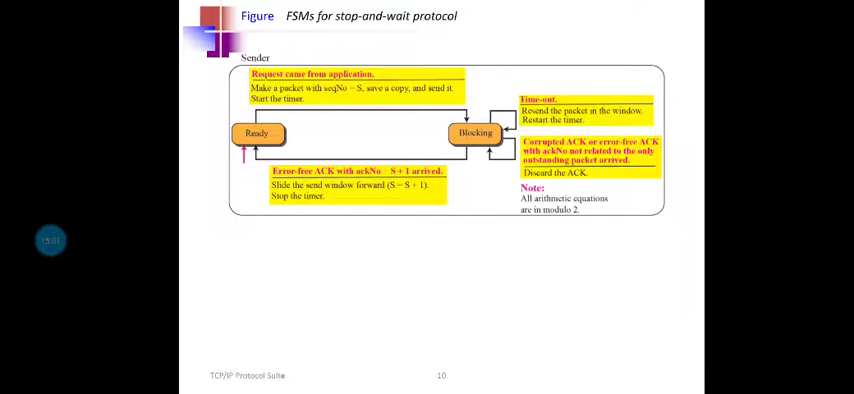 Figure FSMs for stop-and-wait protocol
Sender
Request came from application.
Make a packet with seqNo = S, save a copy, and send it.
Start the timer.
Time-out.
Resend the packet in the window.
Restart the timer.
Ready
Blocking
Corrupted ACK or error-free ACK
with ackNo not related to the only
outstanding packet arrived.
Discard the ACK.
Error-free ACK with ackNo = S + 1 arrived.
Slide the send window forward (S = S + 1).
Stop the timer.
Note:
All arithmetic equations
are in modulo 2.
15:01
TCP/IP Protocol Suite
10